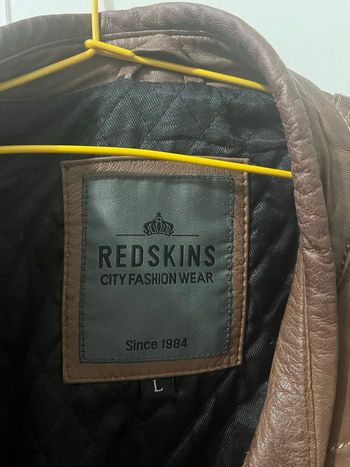 REDSKINS
CITY FASHION WEAR
Since 1984
L